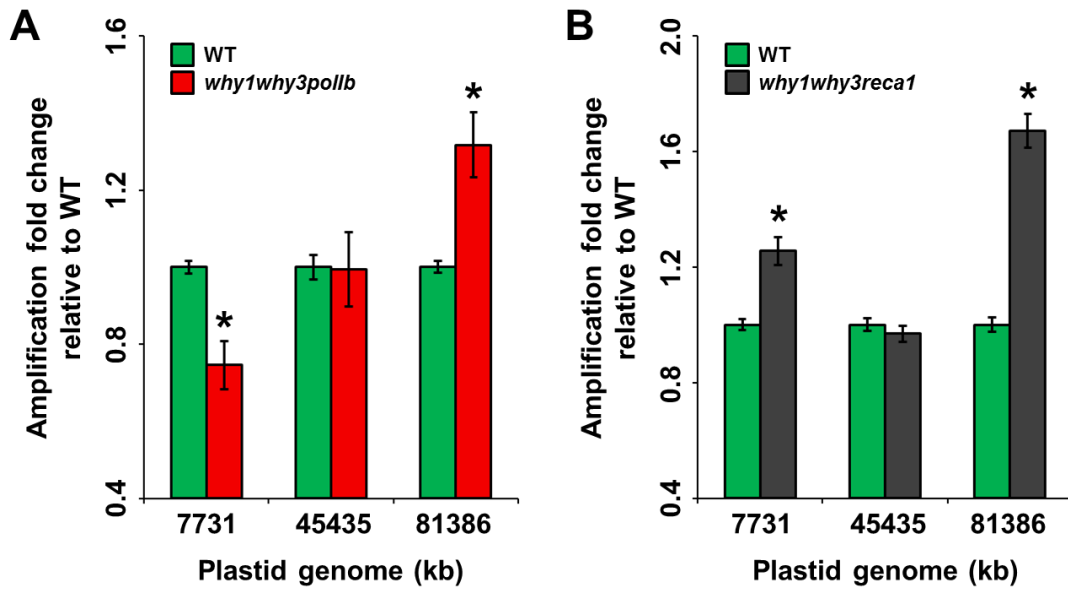 A
Amplification fold change
relative to WT
1.6
1.2
0.8
0.4
WT
why1why3polIb
*
*
7731 45435 81386
Plastid genome (kb)
B
Amplification fold change
relative to WT
2.0
1.6
1.2
0.8
0.4
WT
why1why3reca1
*
*
7731 45435 81386
Plastid genome (kb)